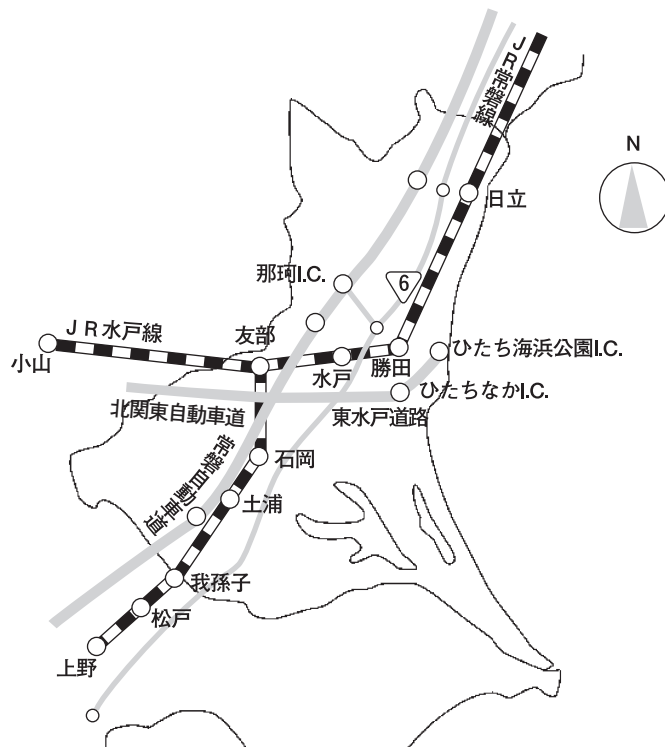 JR常磐線
N
日立
那珂I.C.
6
JR水戸線
友部
小山
水戸
勝田
ひたち海浜公園I.C.
ひたちなかI.C.
北関東自動車道
東水戸道路
常磐自動車道
石岡
土浦
我孫子
松戸
上野